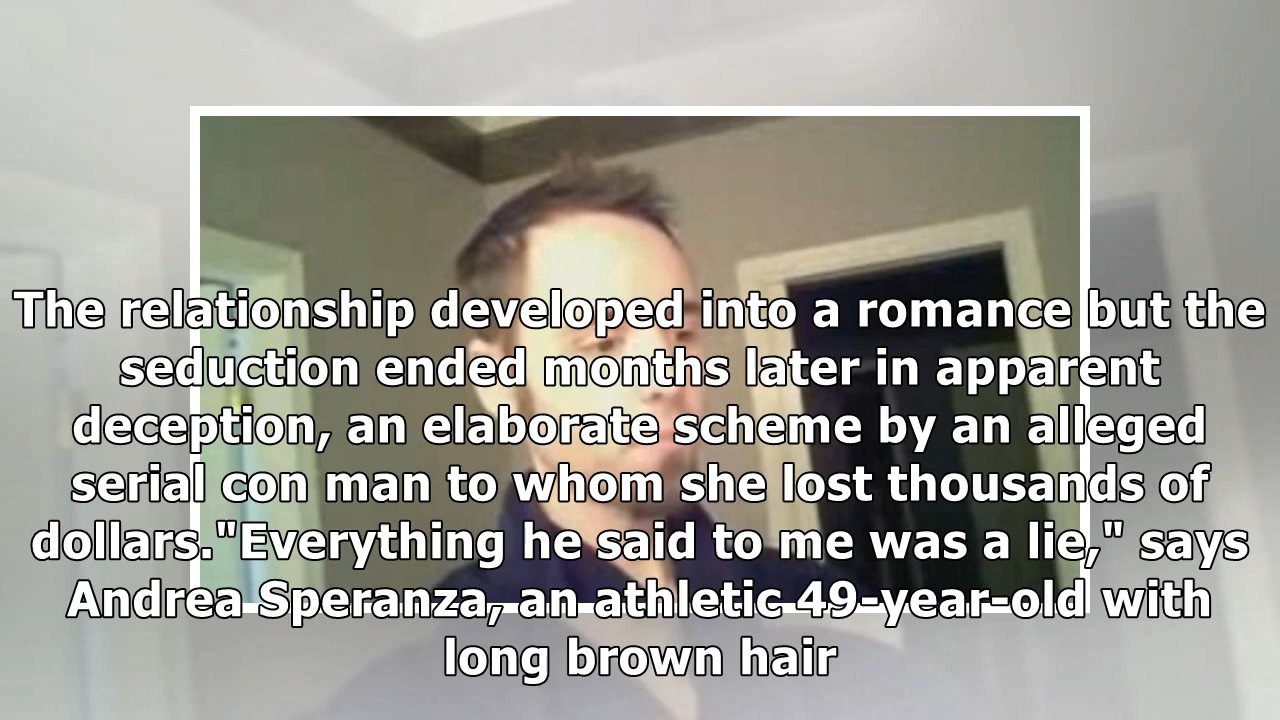 The relationship developed into a romance but the
seduction ended months later in apparent
deception, an elaborate scheme by an alleged
serial con man to whom she lost thousands of
dollars."Everything he said to me was a lie," says
Andrea Speranza, an athletic 49-year-old with
long brown hair